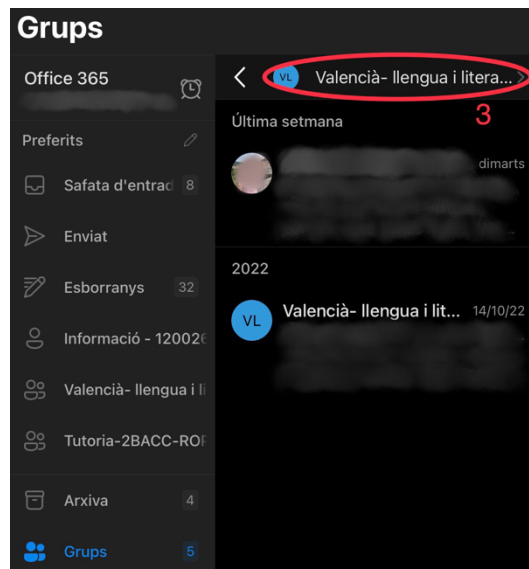 Grups
Office 365
Preferits
Safata d'entrad 8
Enviat
Esborranys 32
Informació - 120026
Valencià- llengua i li
Tutoria-2BACC-ROF
Arxiva 4
Grups 5
VL Valencià- llengua i litera...
3
Última setmana
dimarts
2022
VL Valencià- llengua i lit... 14/10/22